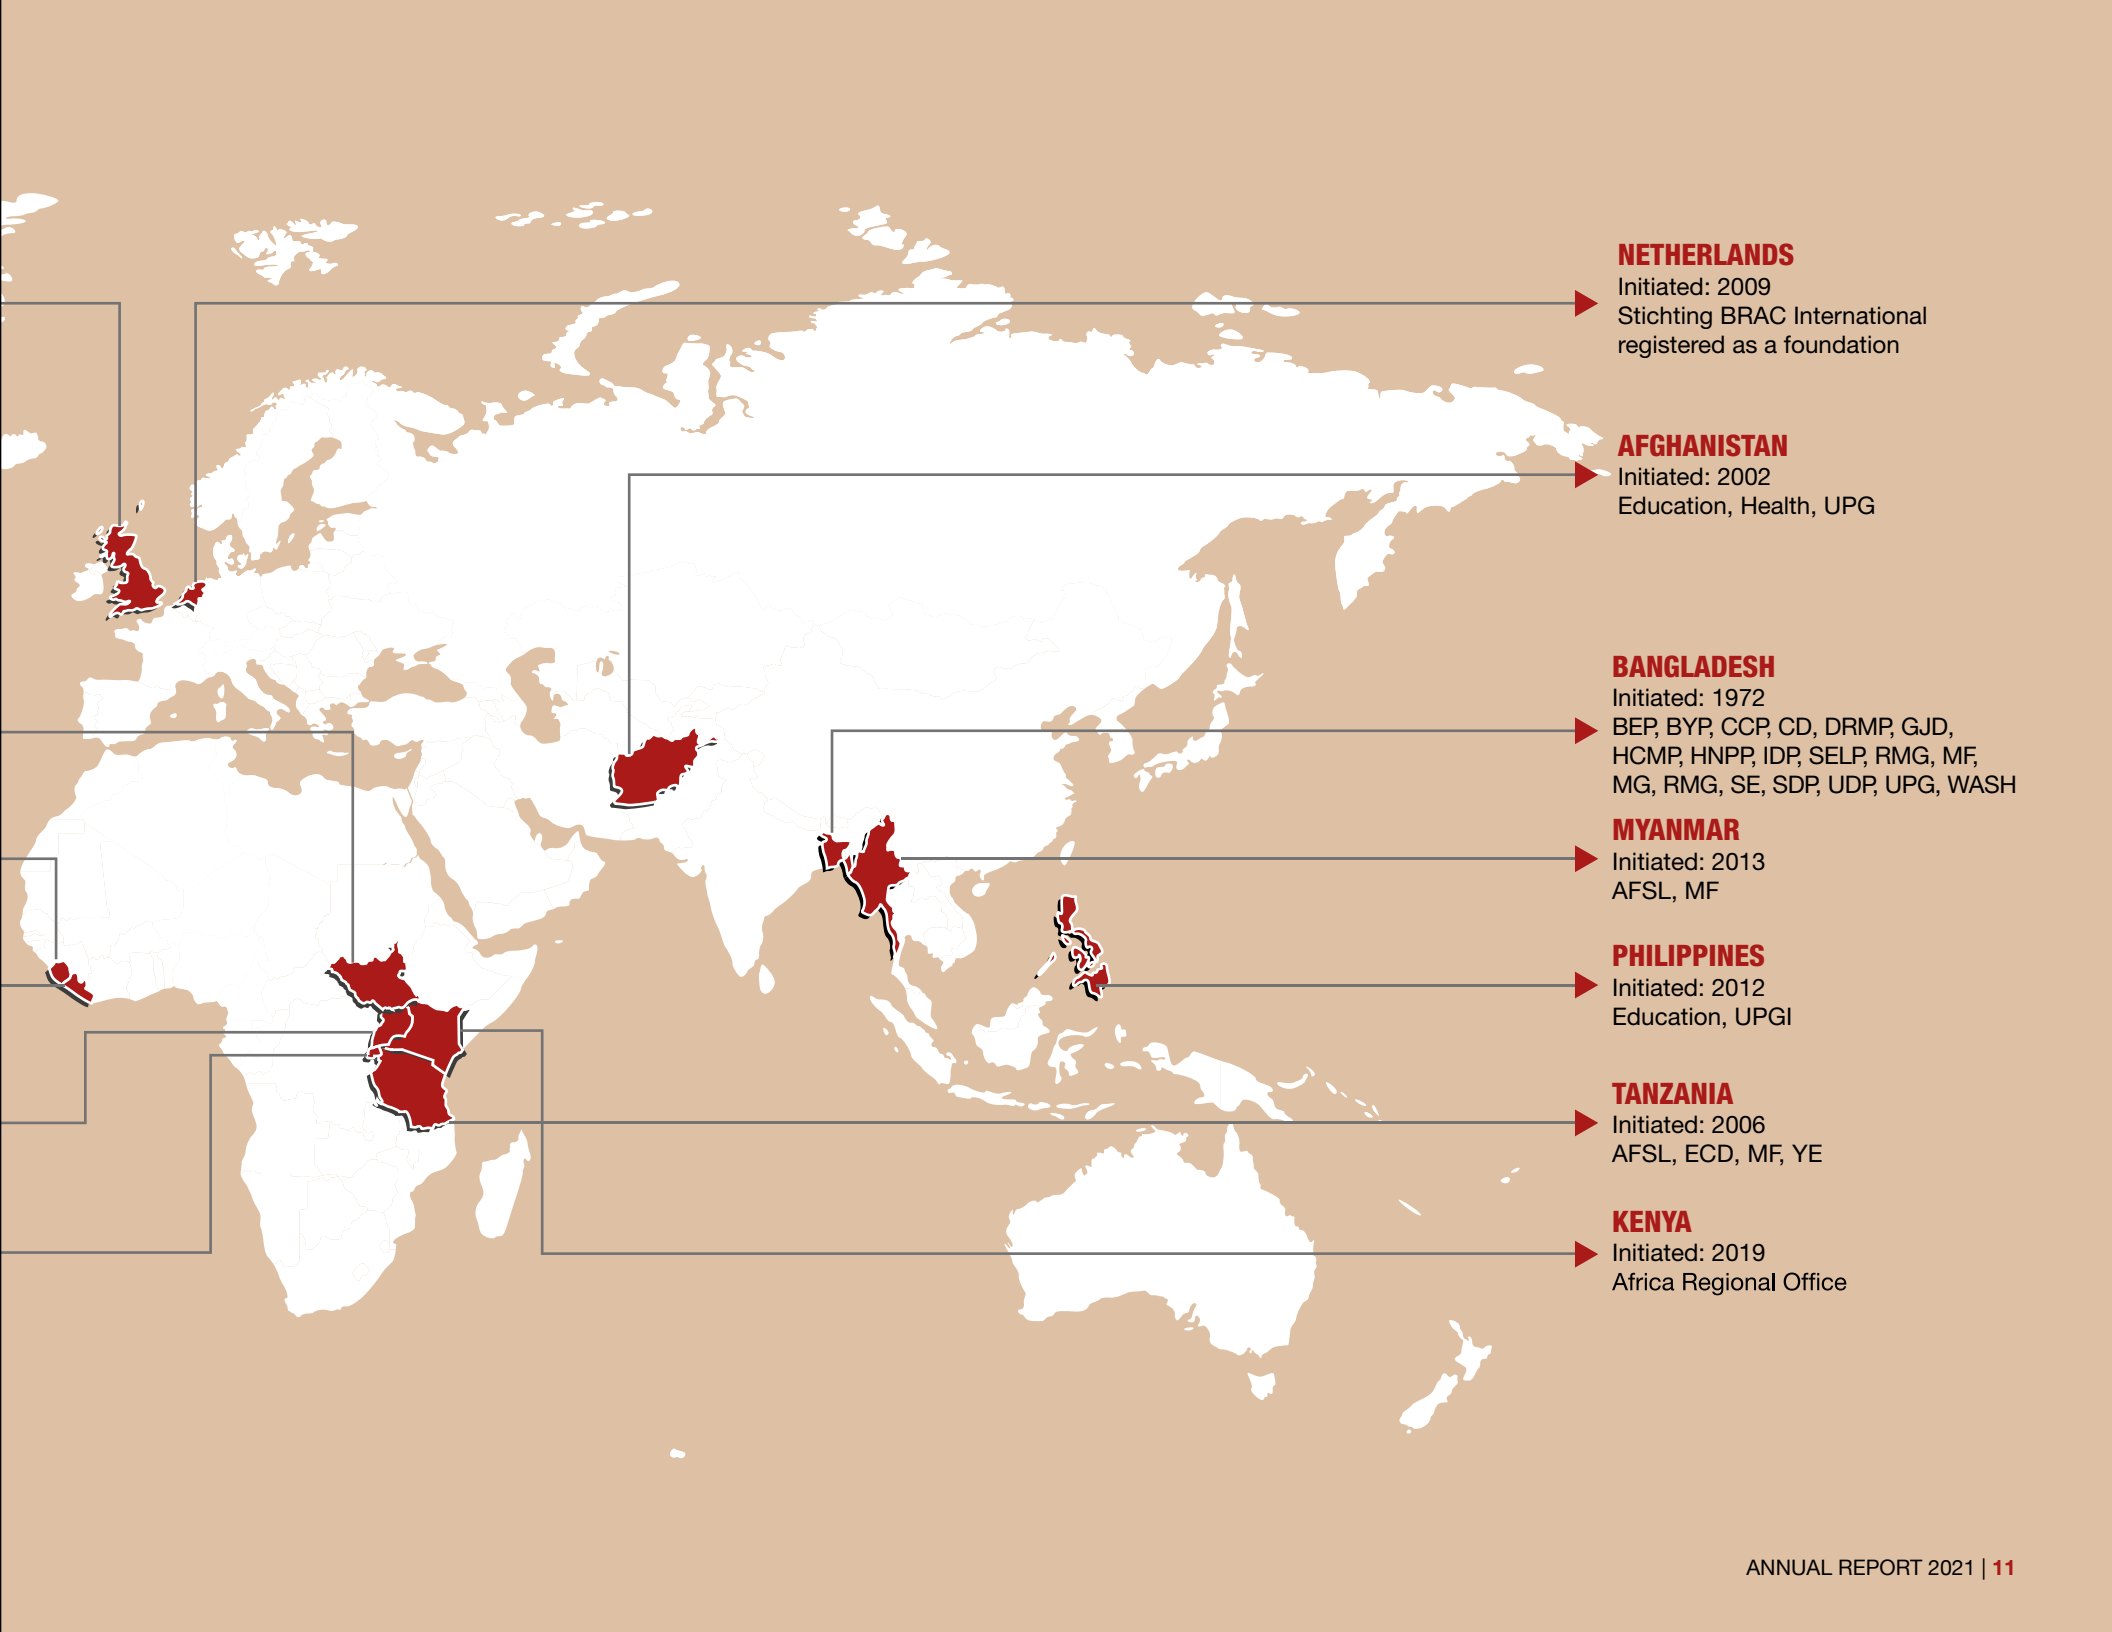 NETHERLANDS
Initiated: 2009
Stichting BRAC International
registered as a foundation
AFGHANISTAN
Initiated: 2002
Education, Health, UPG
BANGLADESH
Initiated: 1972
BEP, BYP, CCP, CD, DRMP, GJD,
HCMP, HNPP, IDP, SELP, RMG, MF,
MG, RMG, SE, SDP, UDP, UPG, WASH
MYANMAR
Initiated: 2013
AFSL, MF
PHILIPPINES
Initiated: 2012
Education, UPGI
TANZANIA
Initiated: 2006
AFSL, ECD, MF, YE
KENYA
Initiated: 2019
Africa Regional Office
ANNUAL REPORT 2021 | 11